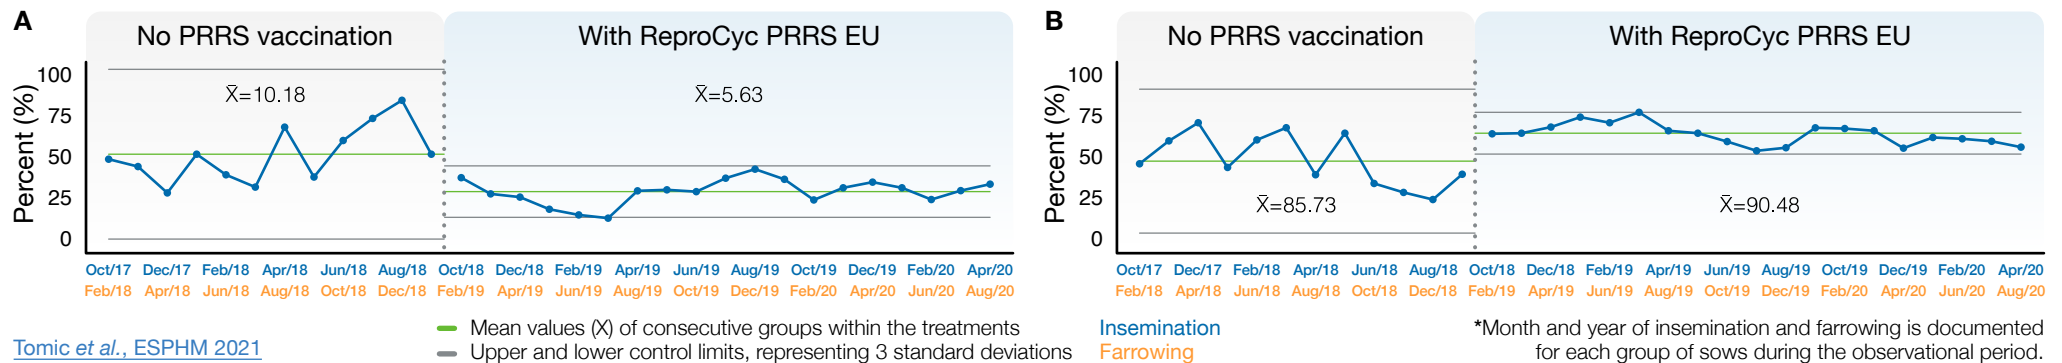 A
No PRRS vaccination
With ReproCyc PRRS EU
Percent (%)
100
75
50
25
0
X̄=10.18
X̄=5.63
Oct/17 Dec/17 Feb/18 Apr/18 Jun/18 Aug/18 Oct/18 Dec/18 Feb/19 Apr/19 Jun/19 Aug/19 Oct/19 Dec/19 Feb/20 Apr/20
Feb/18 Apr/18 Jun/18 Aug/18 Oct/18 Dec/18 Feb/19 Apr/19 Jun/19 Aug/19 Oct/19 Dec/19 Feb/20 Apr/20 Jun/20 Aug/20
B
No PRRS vaccination
With ReproCyc PRRS EU
Percent (%)
100
75
50
25
0
X̄=85.73
X̄=90.48
Oct/17 Dec/17 Feb/18 Apr/18 Jun/18 Aug/18 Oct/18 Dec/18 Feb/19 Apr/19 Jun/19 Aug/19 Oct/19 Dec/19 Feb/20 Apr/20
Feb/18 Apr/18 Jun/18 Aug/18 Oct/18 Dec/18 Feb/19 Apr/19 Jun/19 Aug/19 Oct/19 Dec/19 Feb/20 Apr/20 Jun/20 Aug/20
Tomic et al., ESPHM 2021
Mean values (X) of consecutive groups within the treatments
Upper and lower control limits, representing 3 standard deviations
Insemination
Farrowing
*Month and year of insemination and farrowing is documented
for each group of sows during the observational period.